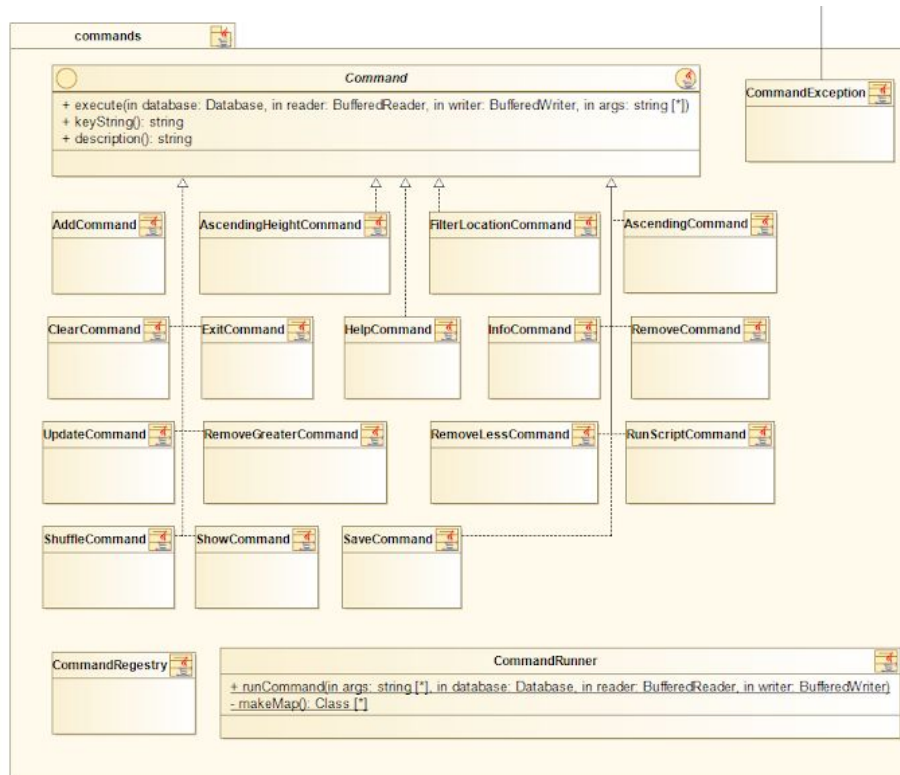 commands
Command
+ execute(in database: Database, in reader: BufferedReader, in writer: BufferedWriter, in args: string [*])
+ keyString(): string
+ description(): string
CommandException
AddCommand
AscendingHeightCommand
FilterLocationCommand
AscendingCommand
ClearCommand
ExitCommand
HelpCommand
InfoCommand
RemoveCommand
UpdateCommand
RemoveGreaterCommand
RemoveLessCommand
RunScriptCommand
ShuffleCommand
ShowCommand
SaveCommand
CommandRegestry
CommandRunner
+ runCommand(in args: string [*], in database: Database, in reader: BufferedReader, in writer: BufferedWriter)
- makeMap(): Class [*]